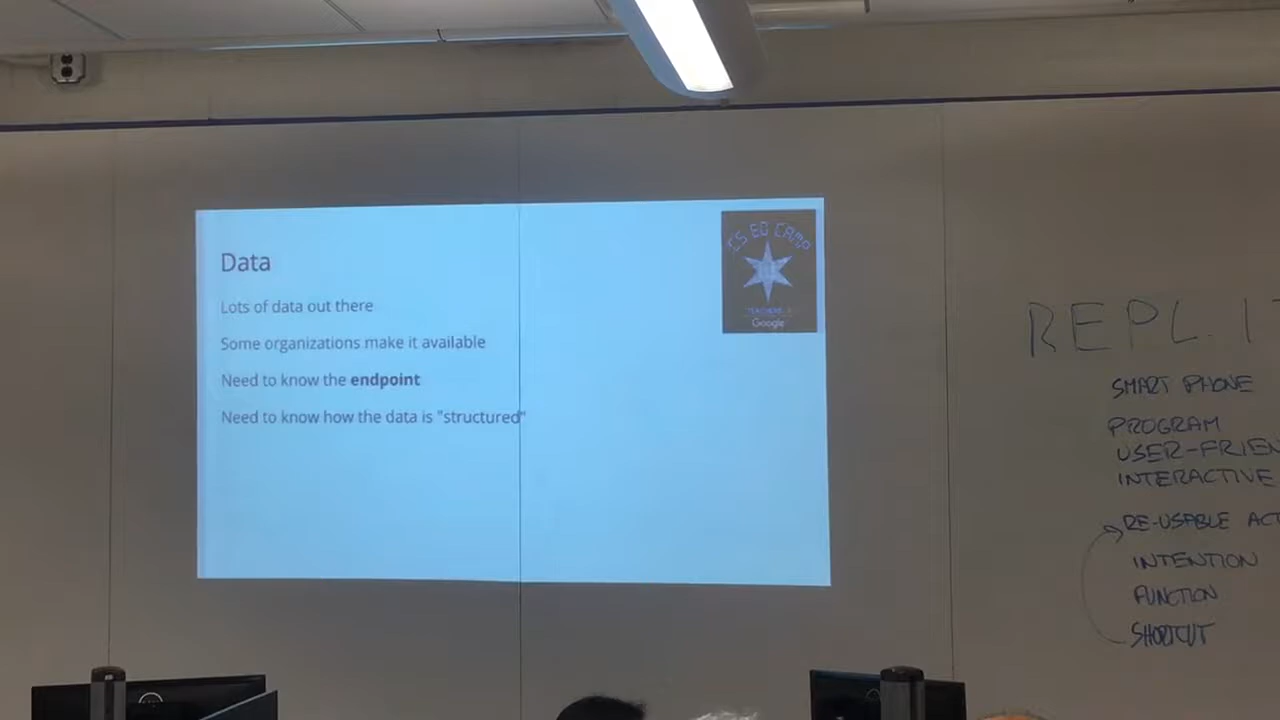 Data
Lots of data out there
Some organizations make it available
Need to know the endpoint
Need to know how the data is "structured"
CS ED CAMP
Google
REPL.I
SMART PHONE
PROGRAM
USER-FRIEN
INTERACTIVE
RE-USABLE AC
INTENTION
FUNCTION
SHORTCUT